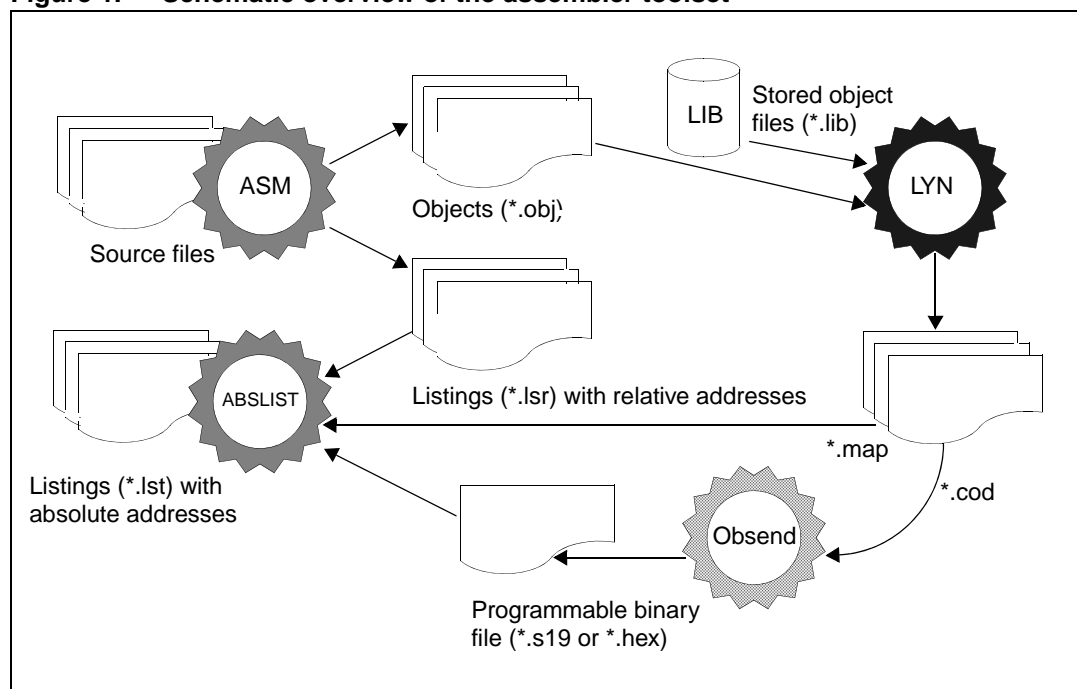 Figure 1. Schematic overview of the assembler toolset
LIB
Stored object
files (*.lib)
ASM
LYN
Objects (*.obj)
Source files
ABSLIST
Listings (*.lsr) with relative addresses
*.map
Listings (*.lst) with
absolute addresses
*.cod
Obsend
Programmable binary
file (*.s19 or *.hex)